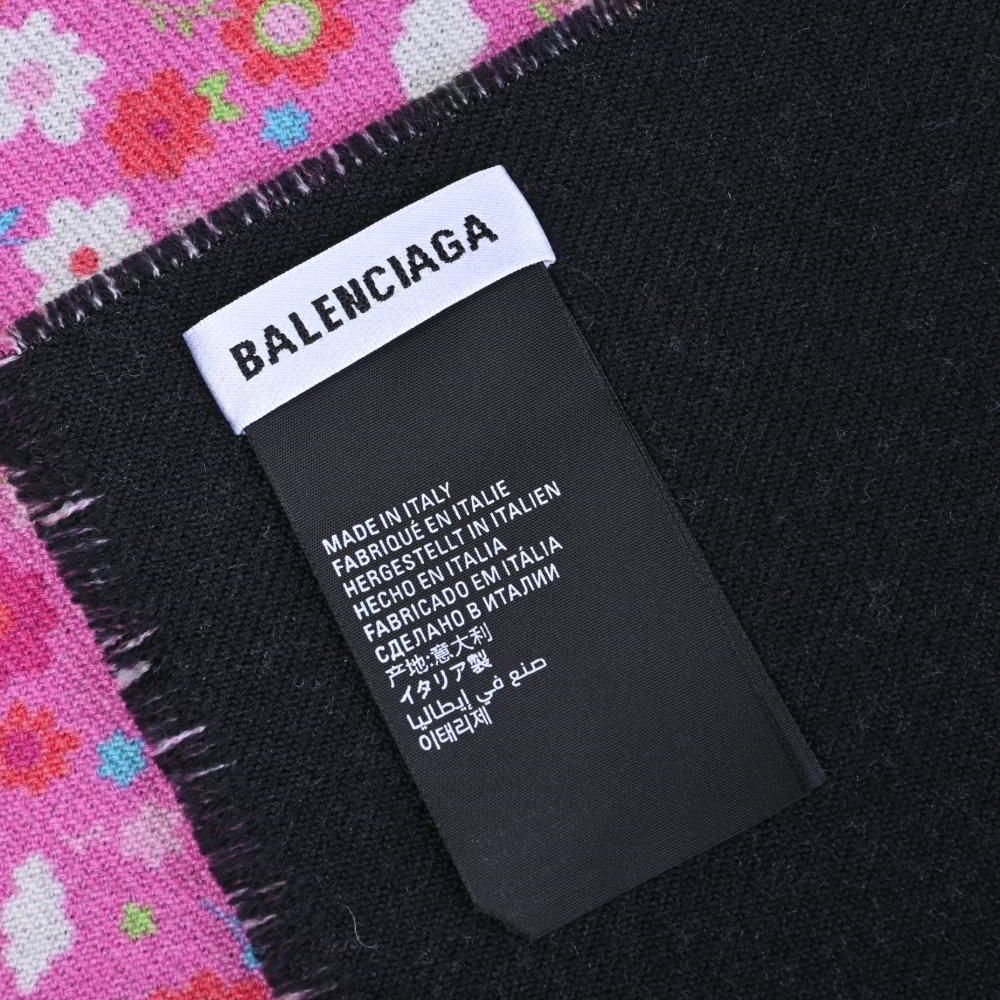 BALENCIAGA
MADE IN ITALY
FABRIQUÉ EN ITALIE
HERGESTELLT IN ITALIEN
HECHO EN ITALIA
FABRICADO EM ITÁLIA
СДЕЛАНО В ИТАЛИИ
产地:意大利
イタリア製
صنع في إيطاليا
이태리제